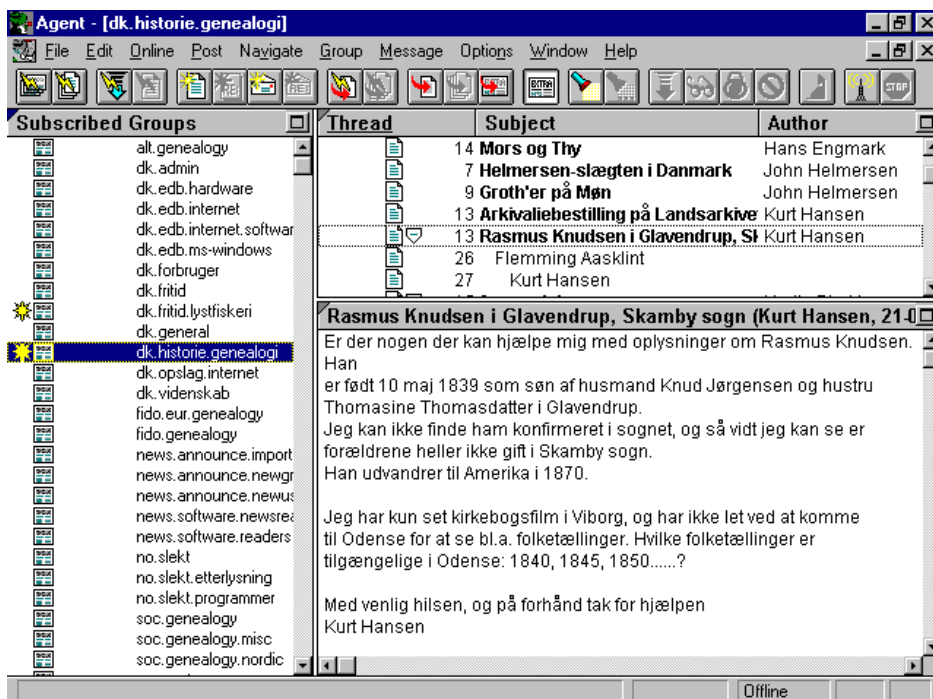 Agent - [dk.historie.genealogi]
File Edit Online Post Navigate Group Message Options Window Help
EXTRA
STOP
Subscribed Groups
alt.genealogy
dk.admin
dk.edb.hardware
dk.edb.internet
dk.edb.internet.softwar
dk.edb.ms-windows
dk.forbruger
dk.fritid
dk.fritid.lystfiskeri
dk.general
dk.historie.genealogi
dk.opslag.internet
dk.videnskab
fido.eur.genealogy
fido.genealogy
news.announce.import
news.announce.newgr
news.announce.newus
news.software.newsrea
news.software.readers
no.slekt
no.slekt.etterlysning
no.slekt.programmer
soc.genealogy
soc.genealogy.misc
soc.genealogy.nordic
Thread Subject Author
14 Mors og Thy Hans Engmark
7 Helmersen-slægten i Danmark John Helmersen
9 Groth'er på Møn John Helmersen
13 Arkivaliebestilling på Landsarkive Kurt Hansen
13 Rasmus Knudsen i Glavendrup, Sk Kurt Hansen
26 Flemming Aasklint
27 Kurt Hansen
Rasmus Knudsen i Glavendrup, Skamby sogn (Kurt Hansen, 21-0
Er der nogen der kan hjælpe mig med oplysninger om Rasmus Knudsen.
Han
er født 10 maj 1839 som søn af husmand Knud Jørgensen og hustru
Thomasine Thomasdatter i Glavendrup.
Jeg kan ikke finde ham konfirmeret i sognet, og så vidt jeg kan se er
forældrene heller ikke gift i Skamby sogn.
Han udvandrer til Amerika i 1870.
Jeg har kun set kirkebogsfilm i Viborg, og har ikke let ved at komme
til Odense for at se bl.a. folketællinger. Hvilke folketællinger er
tilgængelige i Odense: 1840, 1845, 1850......?
Med venlig hilsen, og på forhånd tak for hjælpen
Kurt Hansen
Offline